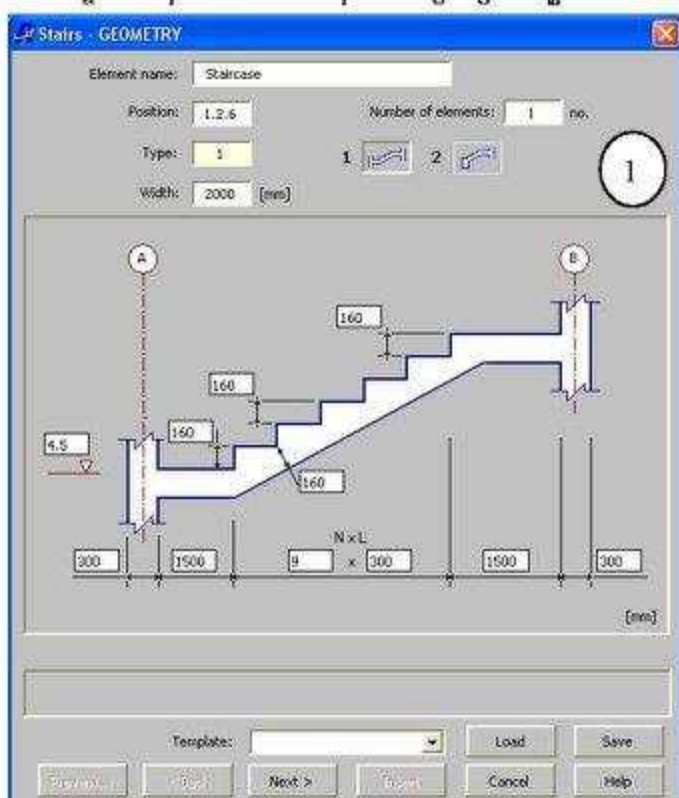 Stairs - GEOMETRY
Element name: Staircase
Position: 1.2.6 Number of elements: 1 no.
Type: 1 1 2
Width: 2000 [mm]
1
A B
160
160
160
4.5
160
N x L
300 1500 9 x 300 1500 300
[mm]
Template: Load Save
Next > Cancel Help